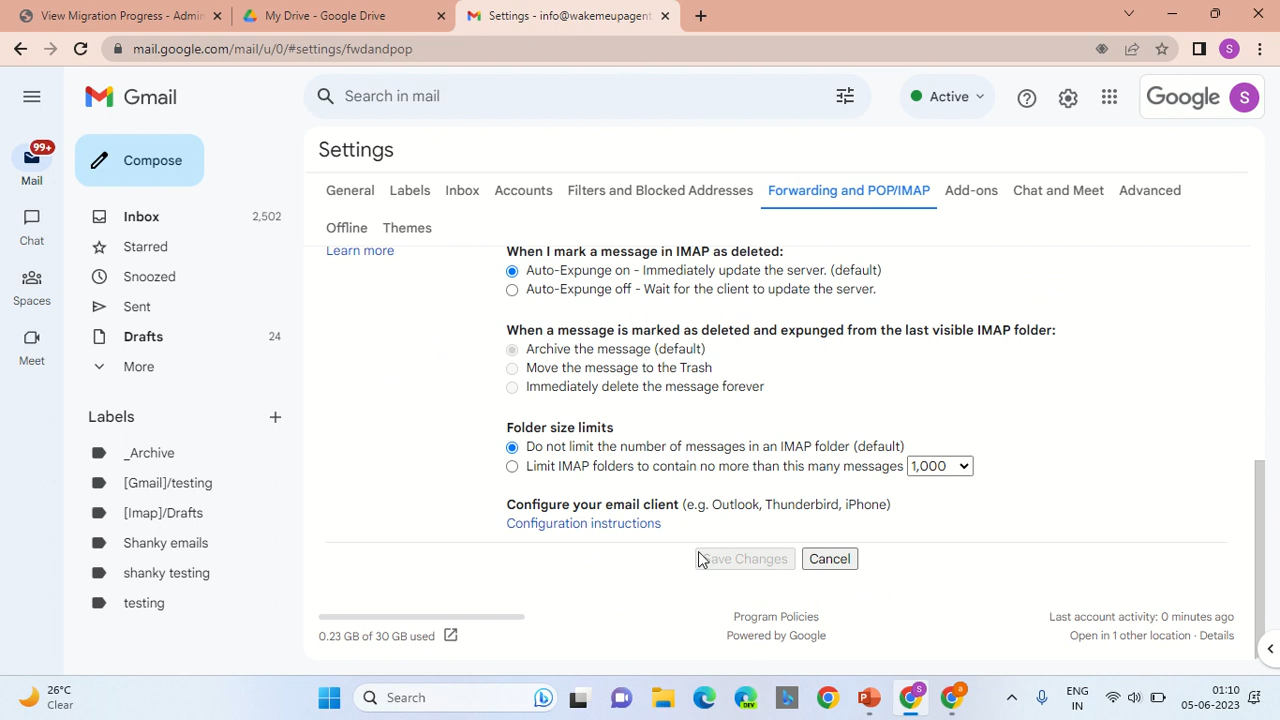 View Migration Progress - Admin
My Drive - Google Drive
Settings - info@wakemeupagent
mail.google.com/mail/u/0/#settings/fwdandpop
S
Gmail
Search in mail
Active
Google
S
99+
Mail
Chat
Spaces
Meet
Compose
Inbox 2,502
Starred
Snoozed
Sent
Drafts 24
More
Labels
_Archive
[Gmail]/testing
[Imap]/Drafts
Shanky emails
shanky testing
testing
Settings
General Labels Inbox Accounts Filters and Blocked Addresses Forwarding and POP/IMAP Add-ons Chat and Meet Advanced
Offline Themes
Learn more
When I mark a message in IMAP as deleted:
Auto-Expunge on - Immediately update the server. (default)
Auto-Expunge off - Wait for the client to update the server.
When a message is marked as deleted and expunged from the last visible IMAP folder:
Archive the message (default)
Move the message to the Trash
Immediately delete the message forever
Folder size limits
Do not limit the number of messages in an IMAP folder (default)
Limit IMAP folders to contain no more than this many messages 1,000
Configure your email client (e.g. Outlook, Thunderbird, iPhone)
Configuration instructions
Save Changes Cancel
0.23 GB of 30 GB used
Program Policies
Powered by Google
Last account activity: 0 minutes ago
Open in 1 other location · Details
26°C
Clear
Search
DEV
S
a
ENG
IN
01:10
05-06-2023